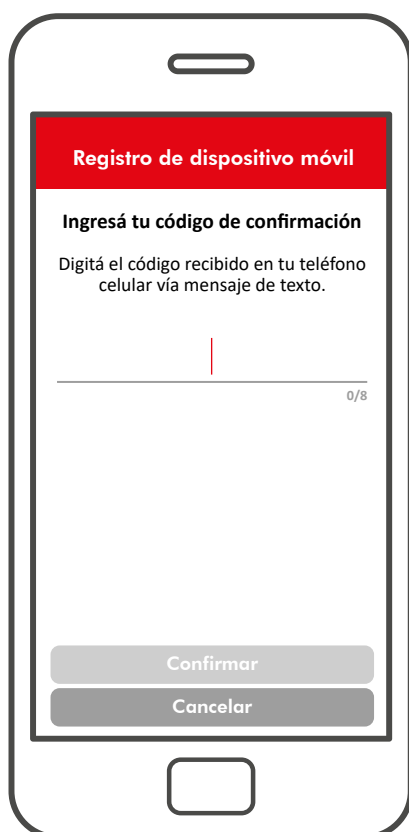 Registro de dispositivo móvil
Ingresá tu código de confirmación
Digitá el código recibido en tu teléfono
celular vía mensaje de texto.
0/8
Confirmar
Cancelar